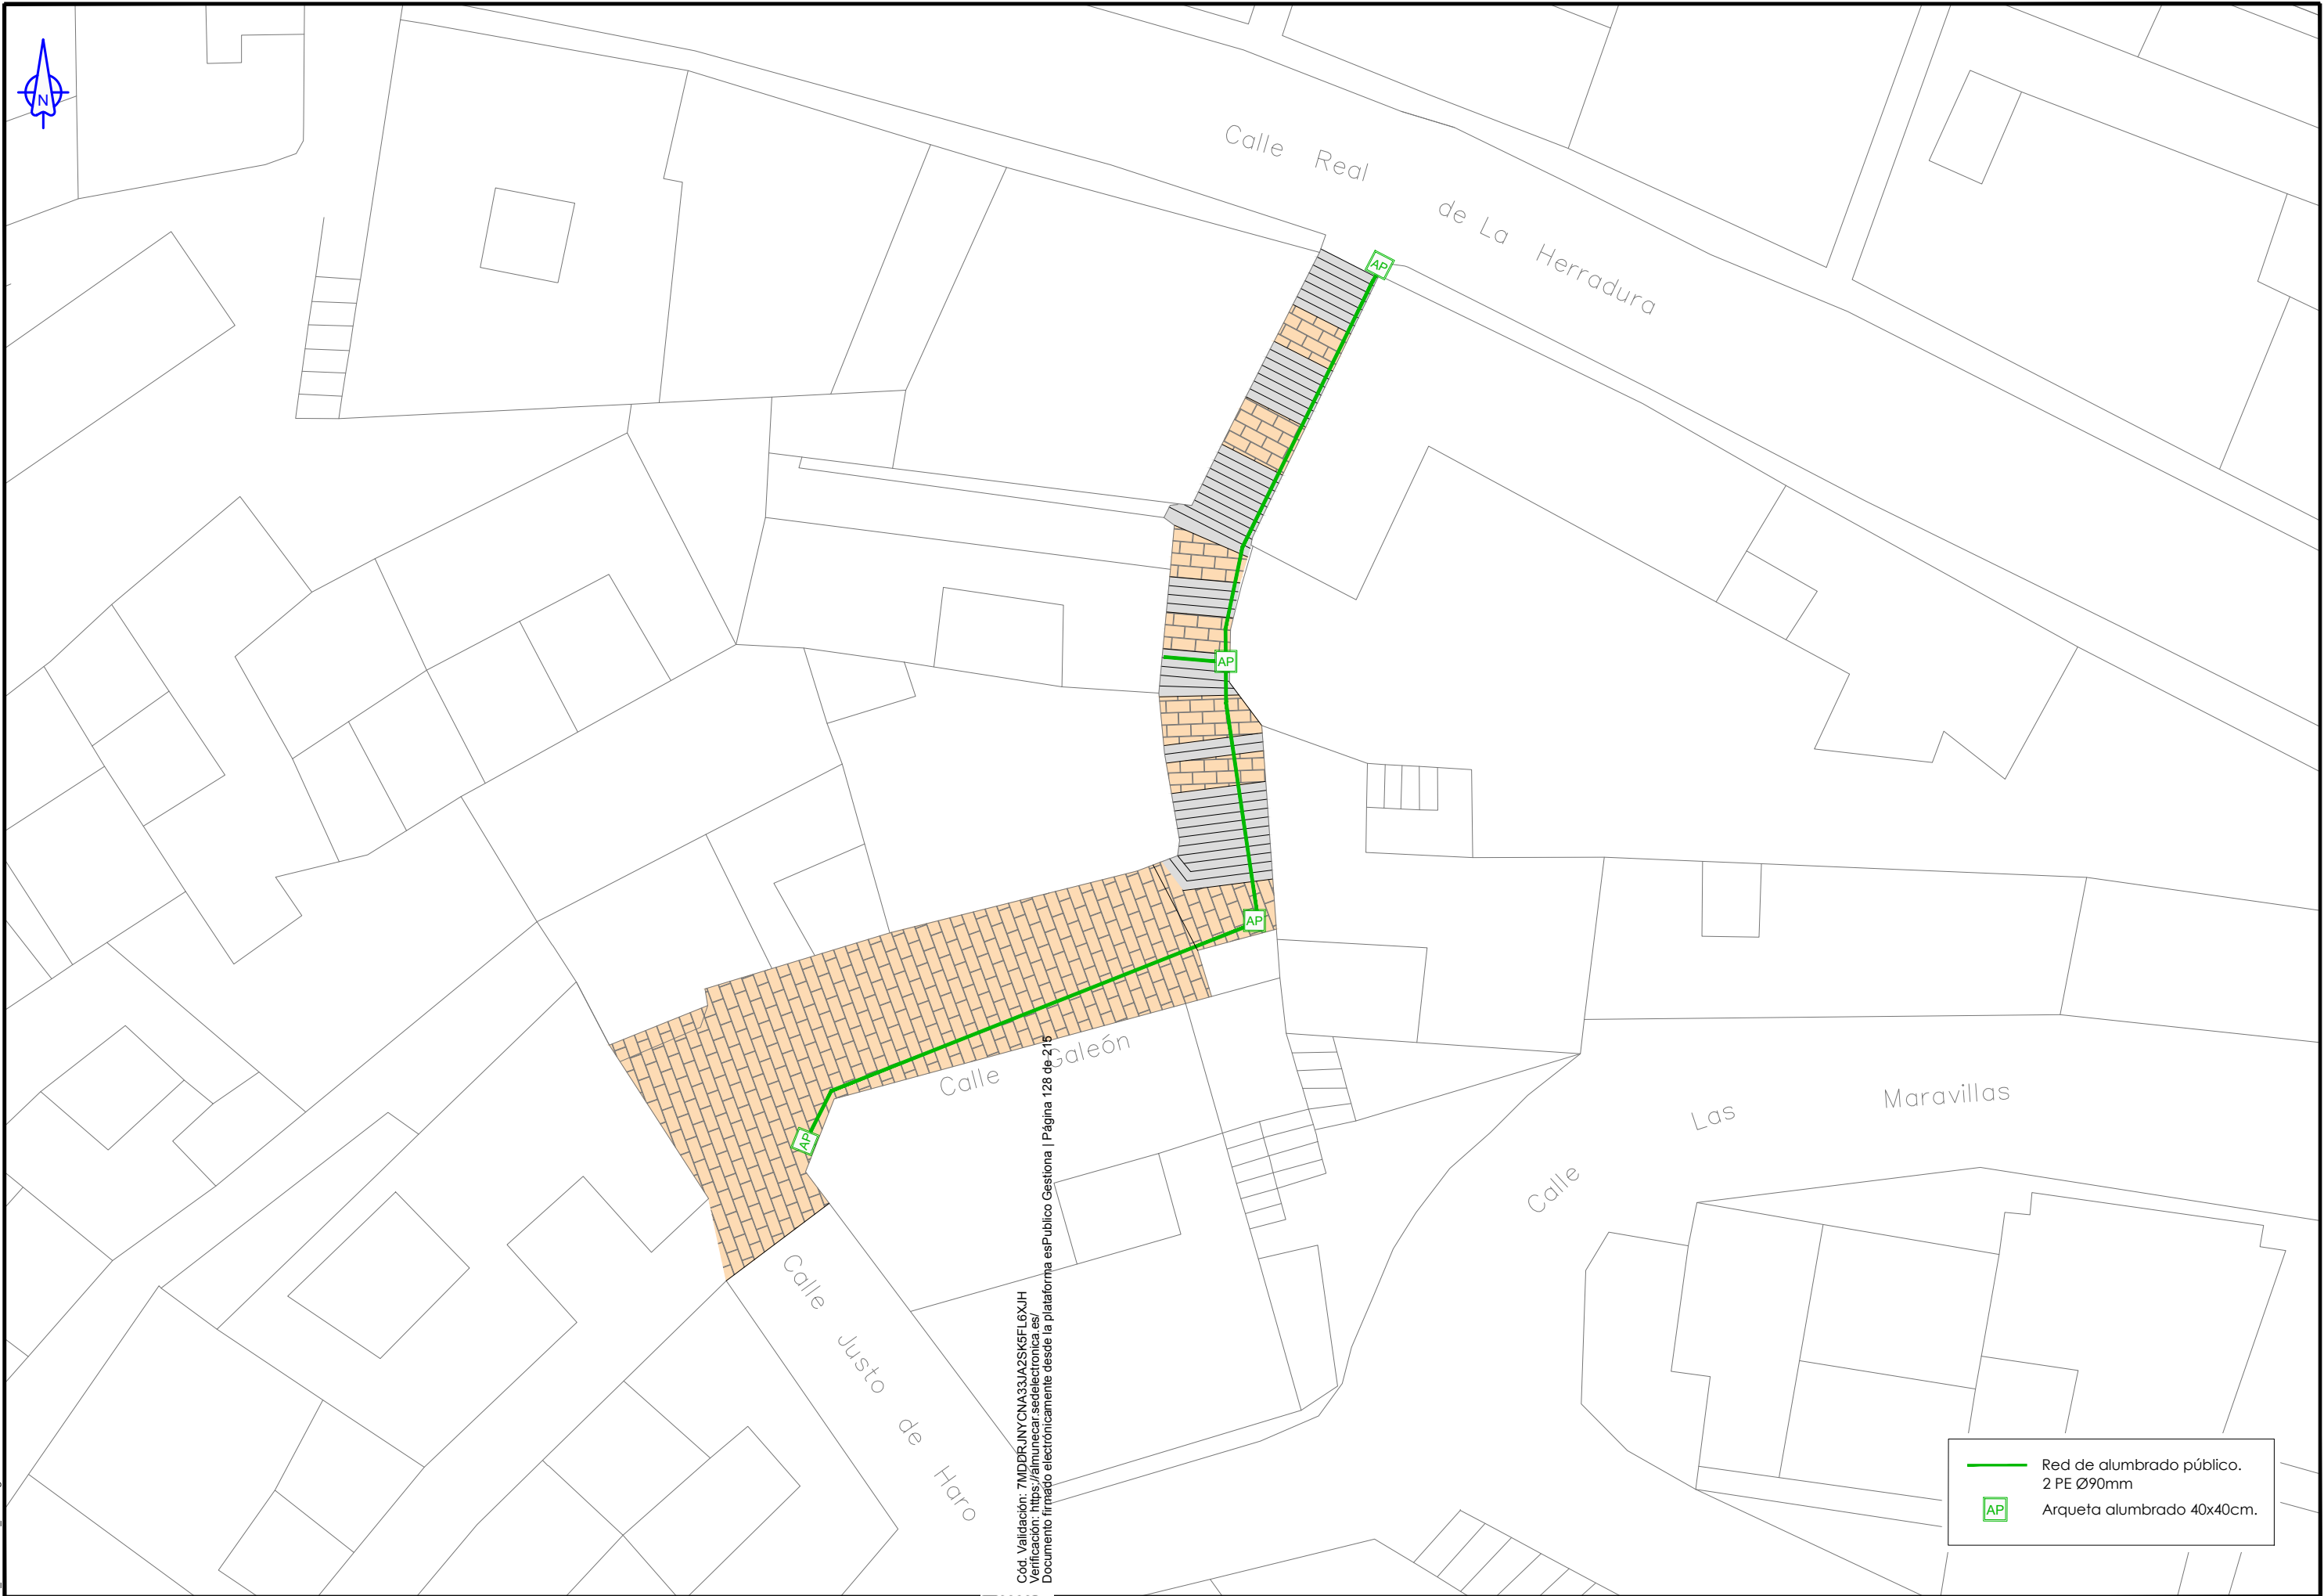 N
Calle Real de La Herradura
AP
AP
AP
AP
Calle Galeón
Calle Las Maravillas
Calle Justo de Haro
Cód. Validación: 7MDDRJNYCNA33JA2SK5FL6XJH
Verificación: https://almunecar.sedelectronica.es/
Documento firmado electrónicamente desde la plataforma esPublico Gestiona | Página 128 de 215
Red de alumbrado público.
2 PE Ø90mm
AP Arqueta alumbrado 40x40cm.